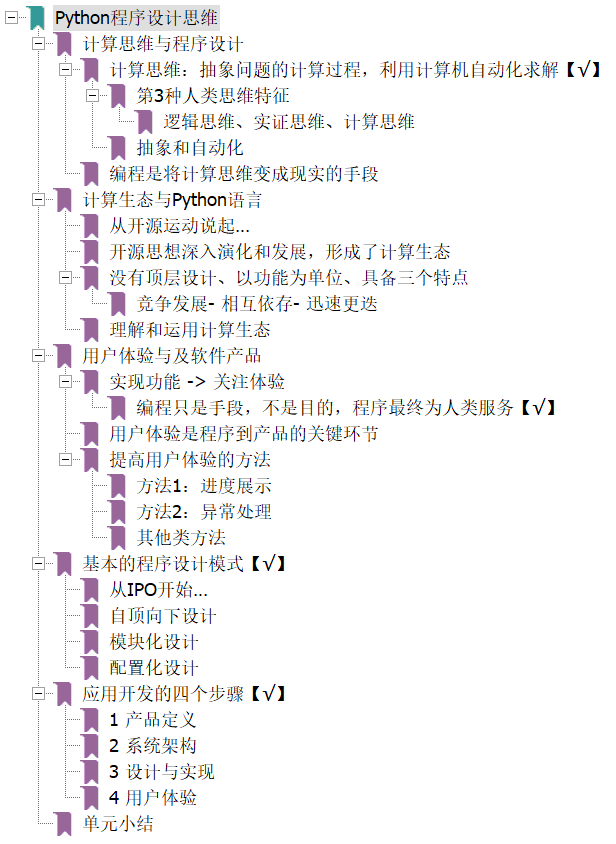 Python程序设计思维
计算思维与程序设计
计算思维：抽象问题的计算过程，利用计算机自动化求解【√】
第3种人类思维特征
逻辑思维、实证思维、计算思维
抽象和自动化
编程是将计算思维变成现实的手段
计算生态与Python语言
从开源运动说起...
开源思想深入演化和发展，形成了计算生态
没有顶层设计、以功能为单位、具备三个特点
竞争发展- 相互依存- 迅速更迭
理解和运用计算生态
用户体验与及软件产品
实现功能 -> 关注体验
编程只是手段，不是目的，程序最终为人类服务【√】
用户体验是程序到产品的关键环节
提高用户体验的方法
方法1：进度展示
方法2：异常处理
其他类方法
基本的程序设计模式【√】
从IPO开始...
自顶向下设计
模块化设计
配置化设计
应用开发的四个步骤【√】
1 产品定义
2 系统架构
3 设计与实现
4 用户体验
单元小结